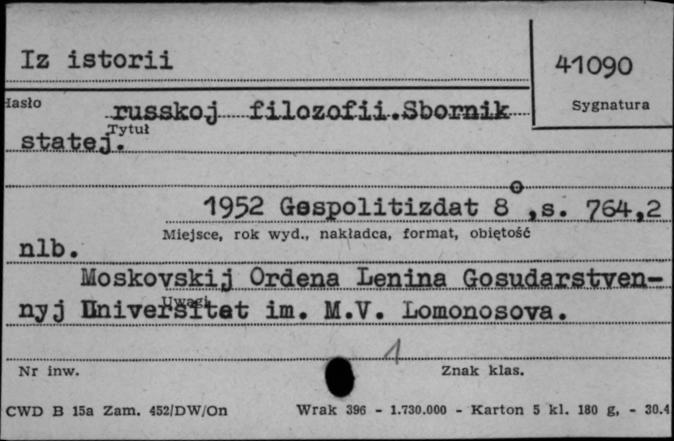 Iz istorii
41090
Hasło
Sygnatura
russkoj filozofii.Sbornik
Tytuł
statej.
1952 Gospolitizdat 8°,s. 764,2
Miejsce, rok wyd., nakładca, format, objętość
nlb.
Moskovskij Ordena Lenina Gosudarstven-
Uwagi
nyj Universitet im. M.V. Lomonosova.
1
Nr inw.
Znak klas.
CWD B 15a Zam. 452/DW/On
Wrak 396 - 1.730.000 - Karton 5 kl. 180 g, - 30.4